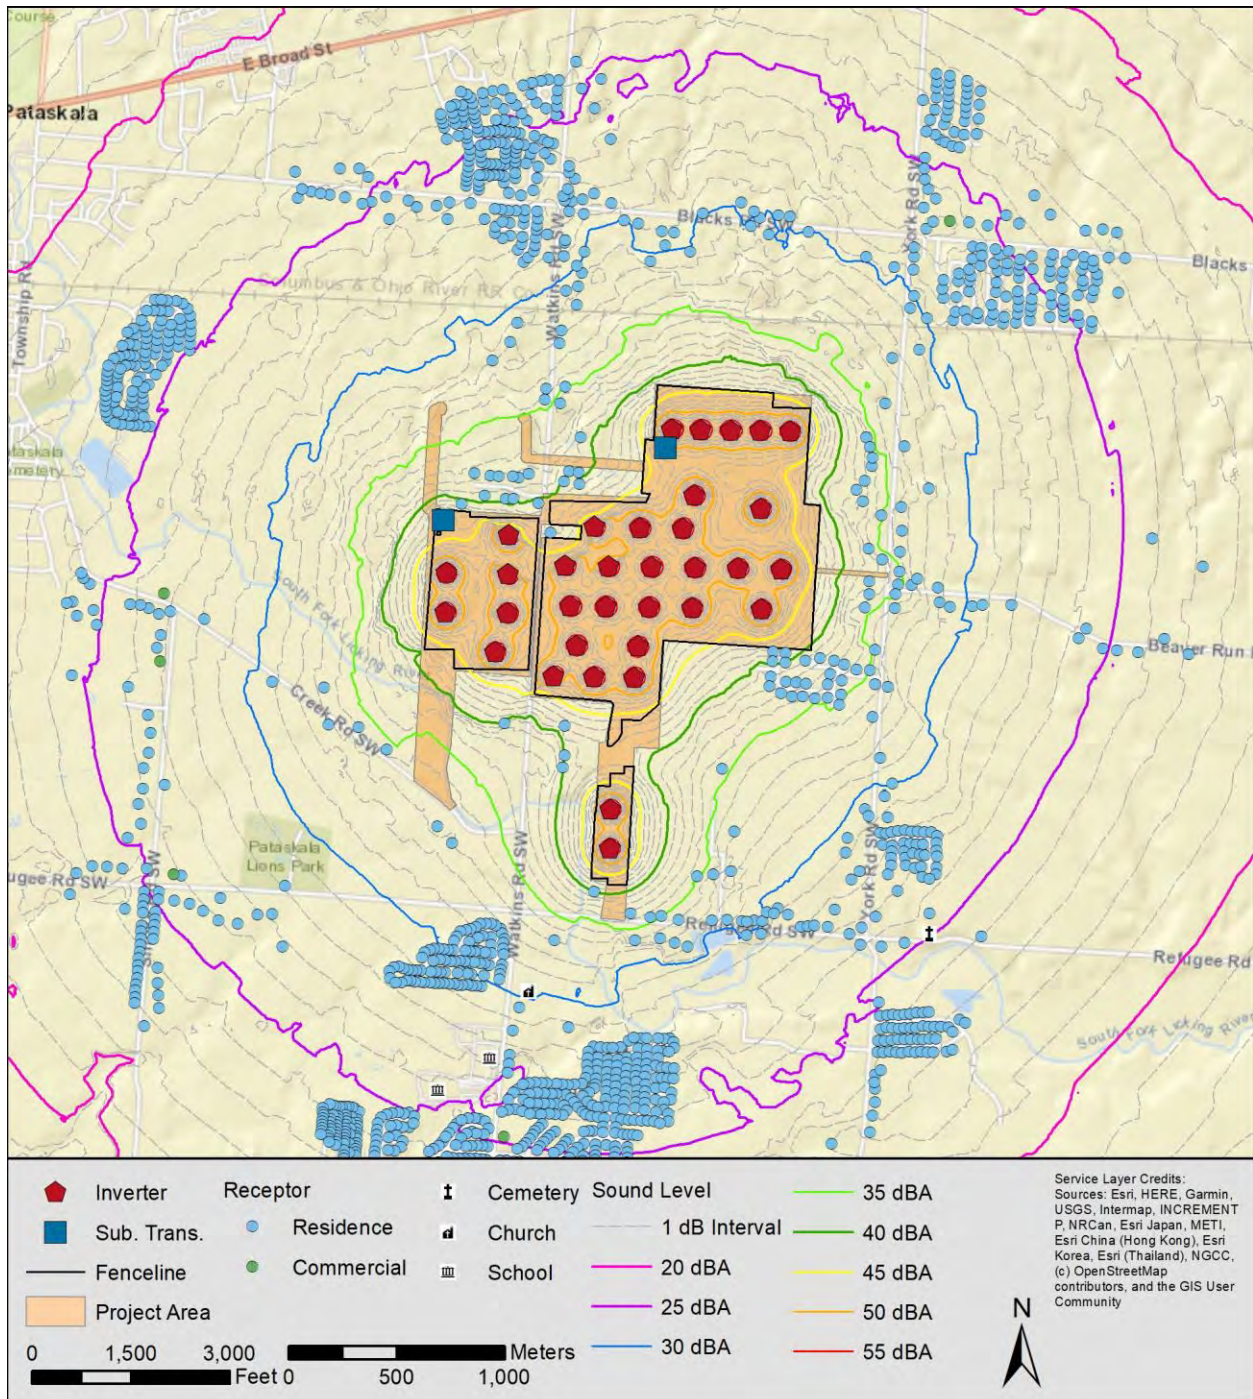 Course
E Broad St
Pataskala
Blacks
York Rd SW
Blacks
Watkins Rd SW
Columbus & Ohio River RR Co
Township Rd
Watkins Rd SW
South Fork Licking River
0
Beaver Run
Creek Rd SW
Pataskala
Lions Park
York Rd SW
Watkins Rd SW
Refugee Rd SW
Refugee Rd
South Fork Licking River
Inverter
Sub. Trans.
Fenceline
Project Area
0 1,500 3,000
Feet
Receptor
Residence
Commercial
0 500 1,000
Meters
Cemetery
Church
School
Sound Level
1 dB Interval
20 dBA
25 dBA
30 dBA
35 dBA
40 dBA
45 dBA
50 dBA
55 dBA
Service Layer Credits:
Sources: Esri, HERE, Garmin,
USGS, Intermap, INCREMENT
P, NRCan, Esri Japan, METI,
Esri China (Hong Kong), Esri
Korea, Esri (Thailand), NGCC,
(c) OpenStreetMap
contributors, and the GIS User
Community
N